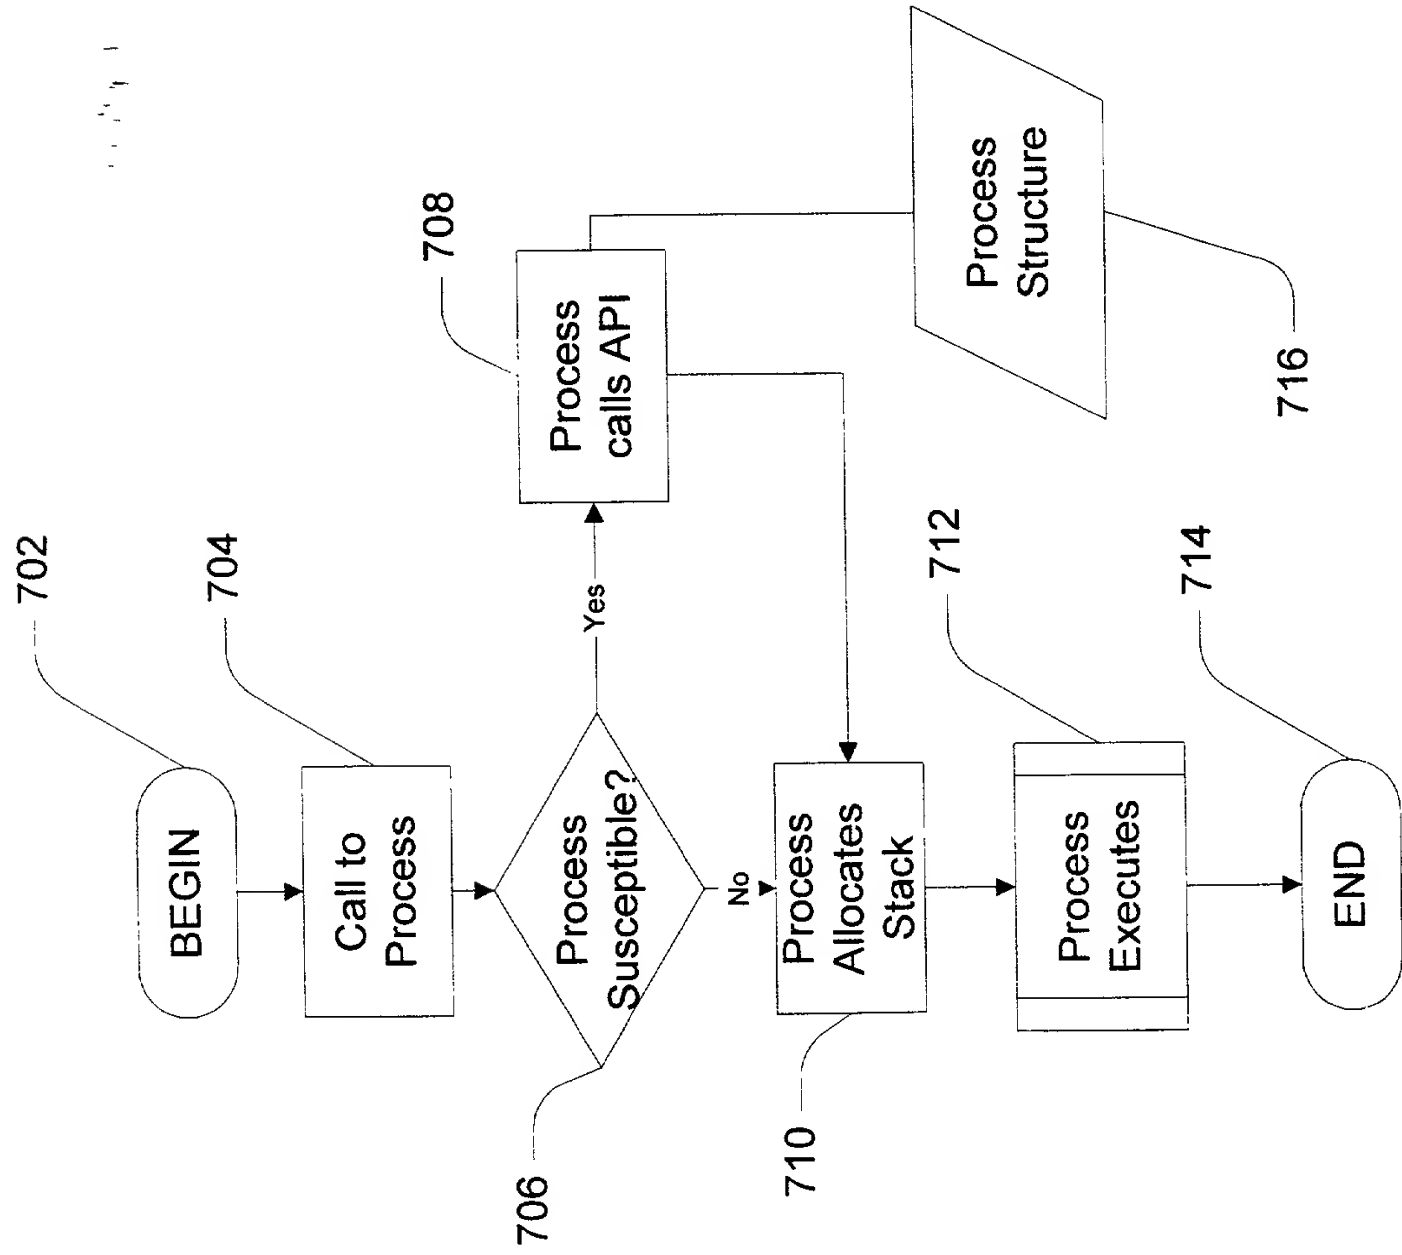 702
BEGIN
704
Call to
Process
706
Process
Susceptible?
Yes
No
708
Process
calls API
710
Process
Allocates
Stack
712
Process
Executes
714
END
Process
Structure
716